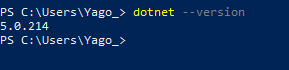 PS C:\Users\Yago_> dotnet --version
5.0.214
PS C:\Users\Yago_>